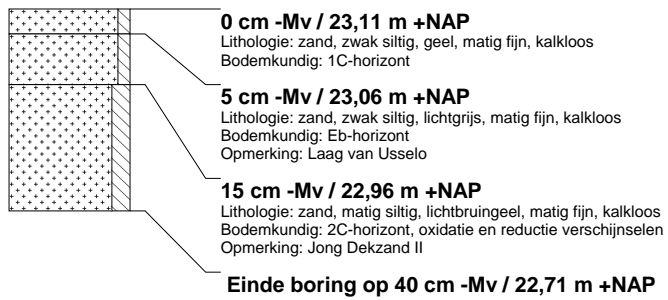 0 cm -Mv / 23,11 m +NAP
Lithologie: zand, zwak siltig, geel, matig fijn, kalkloos
Bodemkundig: 1C-horizont
5 cm -Mv / 23,06 m +NAP
Lithologie: zand, zwak siltig, lichtgrijs, matig fijn, kalkloos
Bodemkundig: Eb-horizont
Opmerking: Laag van Usselo
15 cm -Mv / 22,96 m +NAP
Lithologie: zand, matig siltig, lichtbruingeel, matig fijn, kalkloos
Bodemkundig: 2C-horizont, oxidatie en reductie verschijnselen
Opmerking: Jong Dekzand II
Einde boring op 40 cm -Mv / 22,71 m +NAP